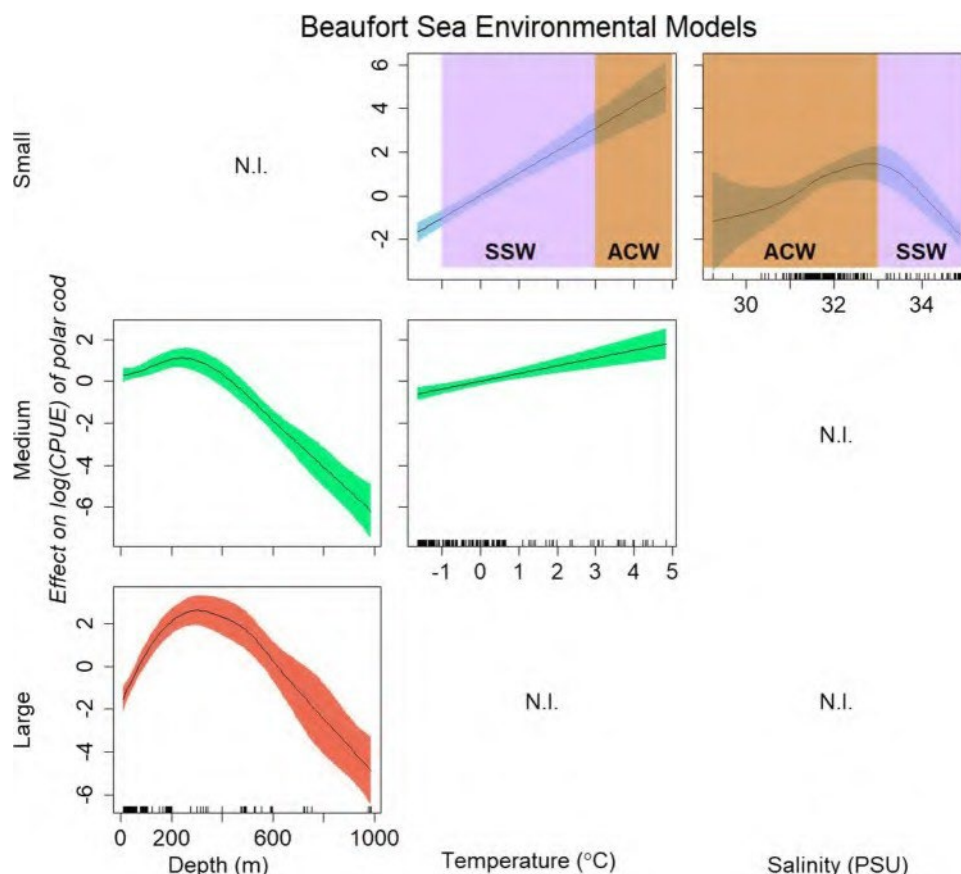 Beaufort Sea Environmental Models
Effect on log(CPUE) of polar cod
Small
N.I.
6
4
2
0
-2
SSW
ACW
ACW
SSW
30 32 34
Medium
2
0
-2
-4
-6
-1 0 1 2 3 4 5
N.I.
Large
2
0
-2
-4
-6
0 200 600 1000
N.I.
N.I.
Depth (m)
Temperature (°C)
Salinity (PSU)